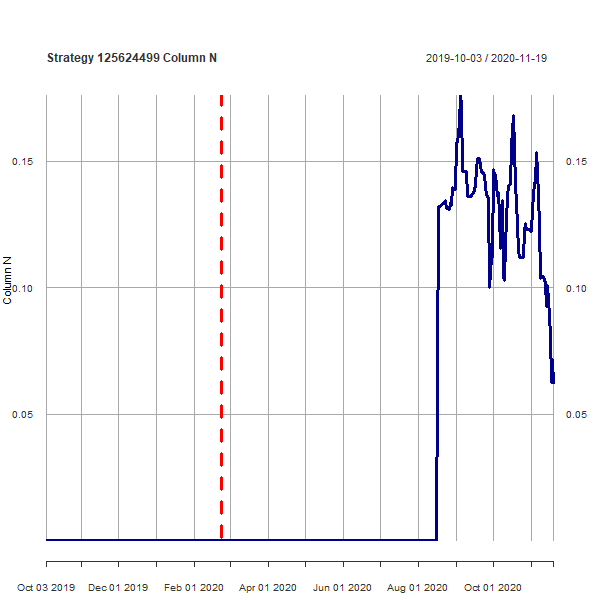 Strategy 125624499 Column N
2019-10-03 / 2020-11-19
0.15
0.15
Column N
0.10
0.10
0.05
0.05
Oct 03 2019
Dec 01 2019
Feb 01 2020
Apr 01 2020
Jun 01 2020
Aug 01 2020
Oct 01 2020